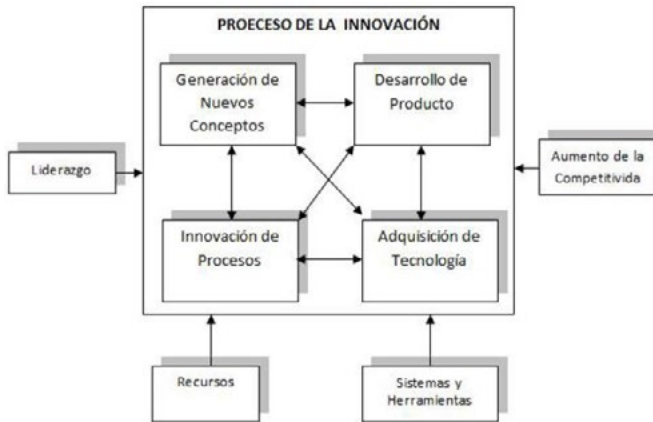 PROECESO DE LA INNOVACIÓN
Generación de
Nuevos
Conceptos
Desarrollo de
Producto
Liderazgo
Aumento de la
Competitivida
Innovación de
Procesos
Adquisición de
Tecnología
Recursos
Sistemas y
Herramientas